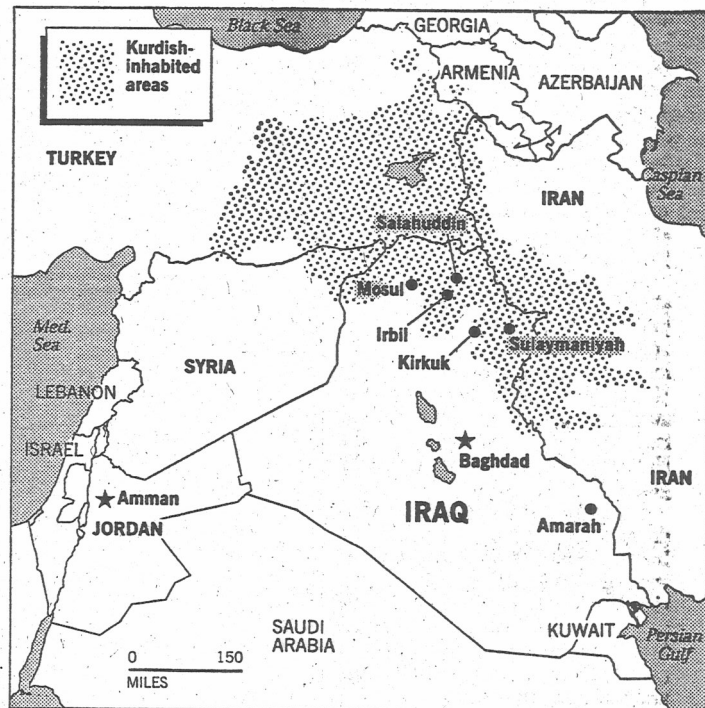 Kurdish-
inhabited
areas
Black Sea
GEORGIA
ARMENIA
AZERBAIJAN
TURKEY
Caspian
Sea
IRAN
Salahuddin
Mosul
Irbil
Kirkuk
Sulaymaniyah
Med.
Sea
SYRIA
LEBANON
ISRAEL
Baghdad
IRAN
Amman
JORDAN
IRAQ
Amarah
SAUDI
ARABIA
KUWAIT
Persian
Gulf
0 150
MILES